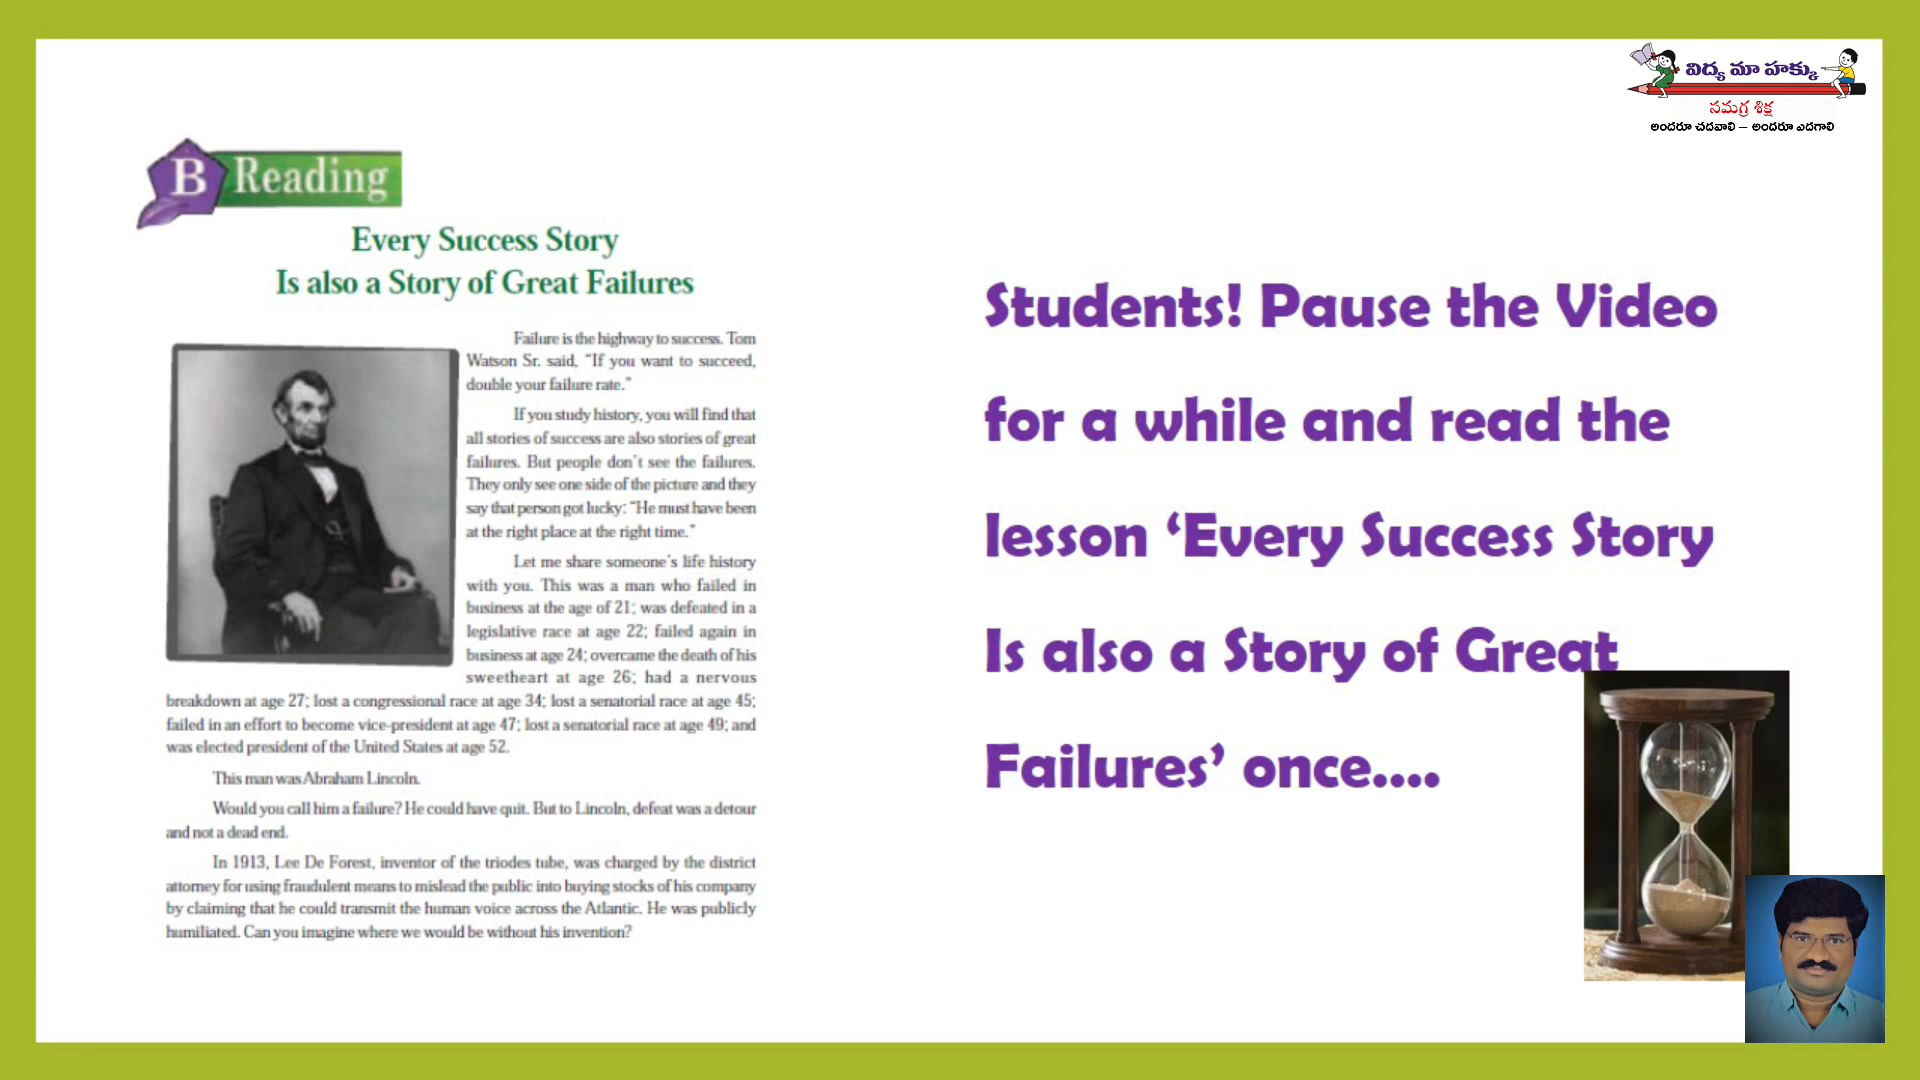 విద్య మా హక్కు
సమగ్ర శిక్ష
అందరూ చదవాలి – అందరూ ఎదగాలి
B Reading
Every Success Story
Is also a Story of Great Failures
Failure is the highway to success. Tom
Watson Sr. said, "If you want to succeed,
double your failure rate."
If you study history, you will find that
all stories of success are also stories of great
failures. But people don't see the failures.
They only see one side of the picture and they
say that person got lucky: "He must have been
at the right place at the right time."
Let me share someone's life history
with you. This was a man who failed in
business at the age of 21; was defeated in a
legislative race at age 22; failed again in
business at age 24; overcame the death of his
sweetheart at age 26; had a nervous
breakdown at age 27; lost a congressional race at age 34; lost a senatorial race at age 45;
failed in an effort to become vice-president at age 47; lost a senatorial race at age 49; and
was elected president of the United States at age 52.
This man was Abraham Lincoln.
Would you call him a failure? He could have quit. But to Lincoln, defeat was a detour
and not a dead end.
In 1913, Lee De Forest, inventor of the triodes tube, was charged by the district
attorney for using fraudulent means to mislead the public into buying stocks of his company
by claiming that he could transmit the human voice across the Atlantic. He was publicly
humiliated. Can you imagine where we would be without his invention?
Students! Pause the Video
for a while and read the
lesson ‘Every Success Story
Is also a Story of Great
Failures’ once....